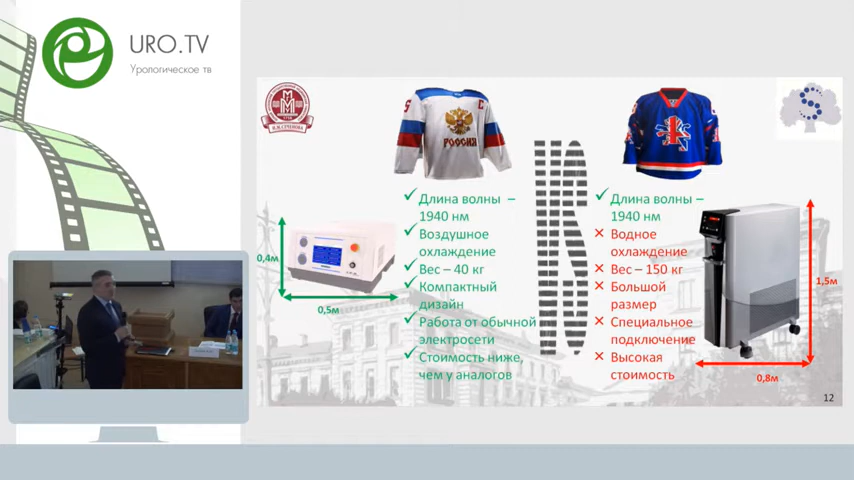 URO.TV
Урологическое тв
1758
И.М.СЕЧЕНОВА
S
C
РОССИЯ
VS
Длина волны –
1940 нм
Воздушное
охлаждение
Вес – 40 кг
Компактный
дизайн
Работа от обычной
электросети
Стоимость ниже,
чем у аналогов
0,4м
0,5м
Длина волны –
1940 нм
Водное
охлаждение
Вес – 150 кг
Большой
размер
Специальное
подключение
Высокая
стоимость
1,5м
0,8м
12